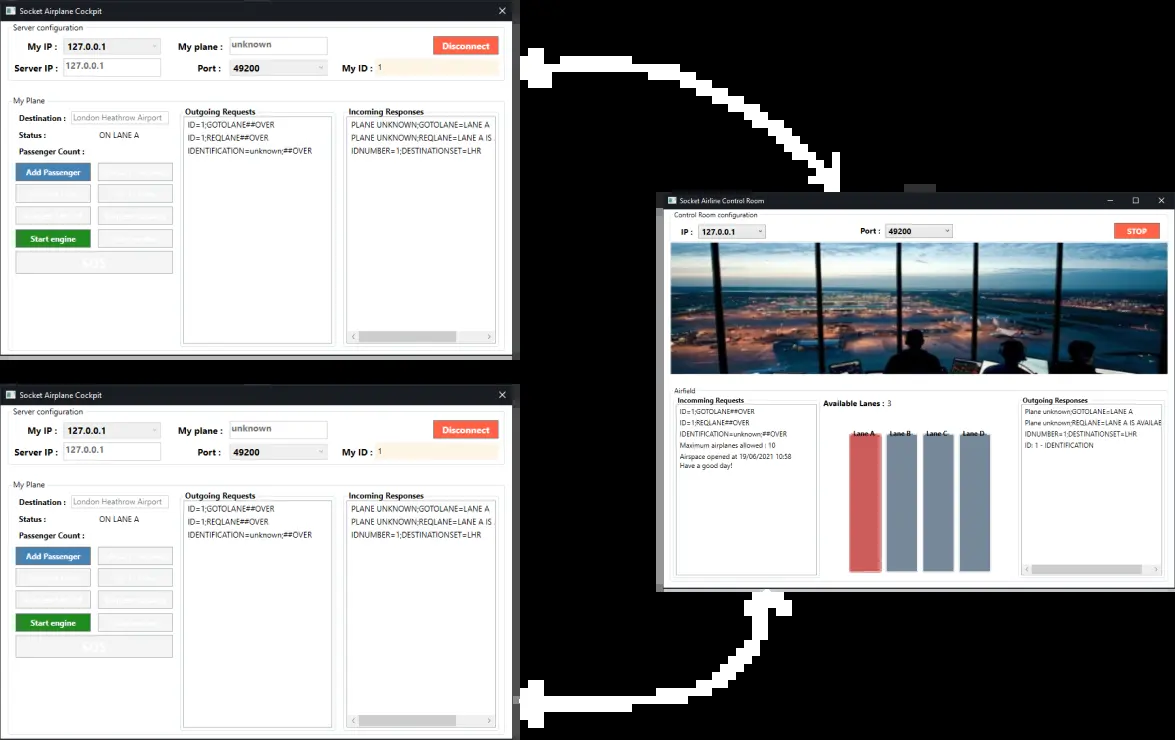 Socket Airplane Cockpit
Server configuration
My IP : 127.0.0.1 My plane : unknown Disconnect
Server IP : 127.0.0.1 Port : 49200 My ID : 1
My Plane
Destination : London Heathrow Airport
Status : ON LANE A
Passenger Count :
Add Passenger
Start engine
SOS
Outgoing Requests
ID=1;GOTOLANE##OVER
ID=1;REQLANE##OVER
IDENTIFICATION=unknown;##OVER
Incoming Responses
PLANE UNKNOWN;GOTOLANE=LANE A
PLANE UNKNOWN;REQLANE=LANE A IS
IDNUMBER=1;DESTINATIONSET=LHR
Socket Airplane Cockpit
Server configuration
My IP : 127.0.0.1 My plane : unknown Disconnect
Server IP : 127.0.0.1 Port : 49200 My ID : 1
My Plane
Destination : London Heathrow Airport
Status : ON LANE A
Passenger Count :
Add Passenger
Start engine
SOS
Outgoing Requests
ID=1;GOTOLANE##OVER
ID=1;REQLANE##OVER
IDENTIFICATION=unknown;##OVER
Incoming Responses
PLANE UNKNOWN;GOTOLANE=LANE A
PLANE UNKNOWN;REQLANE=LANE A IS
IDNUMBER=1;DESTINATIONSET=LHR
Socket Airline Control Room
Control Room configuration
IP : 127.0.0.1 Port : 49200 STOP
Airfield
Incomming Requests
ID=1;GOTOLANE##OVER
ID=1;REQLANE##OVER
IDENTIFICATION=unknown;##OVER
Maximum airplanes allowed : 10
Airspace opened at 19/06/2021 10:58
Have a good day!
Available Lanes : 3
Lane A Lane B Lane C Lane D
Outgoing Responses
Plane unknown;GOTOLANE=LANE A
Plane unknown;REQLANE=LANE A IS AVAILAE
IDNUMBER=1;DESTINATIONSET=LHR
ID: 1 - IDENTIFICATION